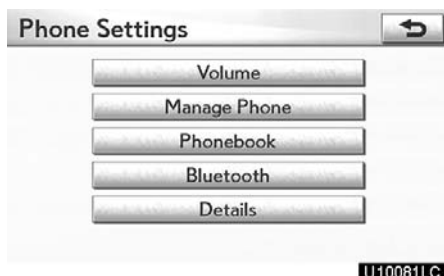 Phone Settings
Volume
Manage Phone
Phonebook
Bluetooth
Details
U10081LC